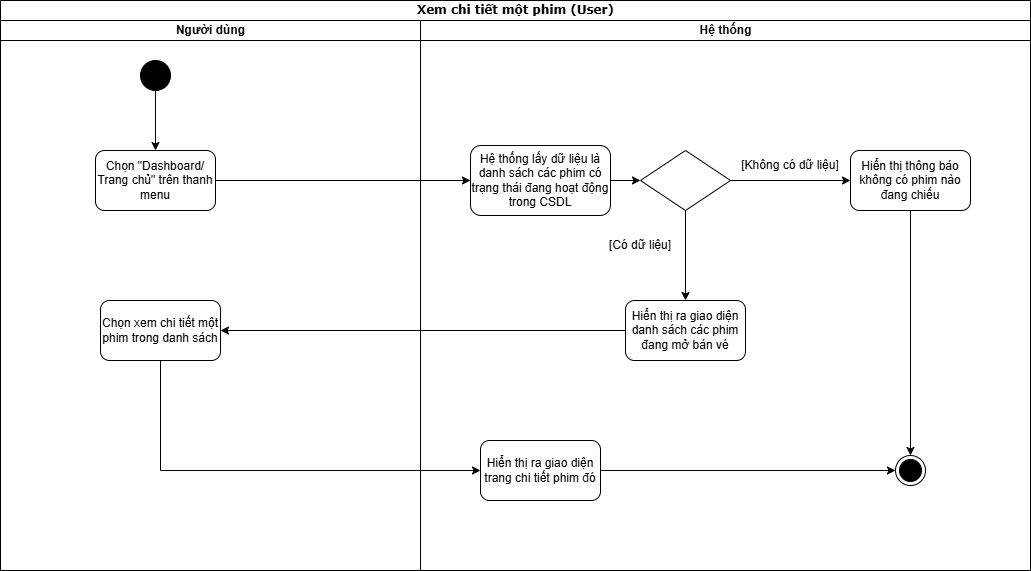 Xem chi tiết một phim (User)
Người dùng
Hệ thống
Chọn "Dashboard/
Trang chủ" trên thanh
menu
Hệ thống lấy dữ liệu là
danh sách các phim có
trạng thái đang hoạt động
trong CSDL
[Không có dữ liệu]
Hiển thị thông báo
không có phim nào
đang chiếu
[Có dữ liệu]
Hiển thị ra giao diện
danh sách các phim
đang mở bán vé
Chọn xem chi tiết một
phim trong danh sách
Hiển thị ra giao diện
trang chi tiết phim đó